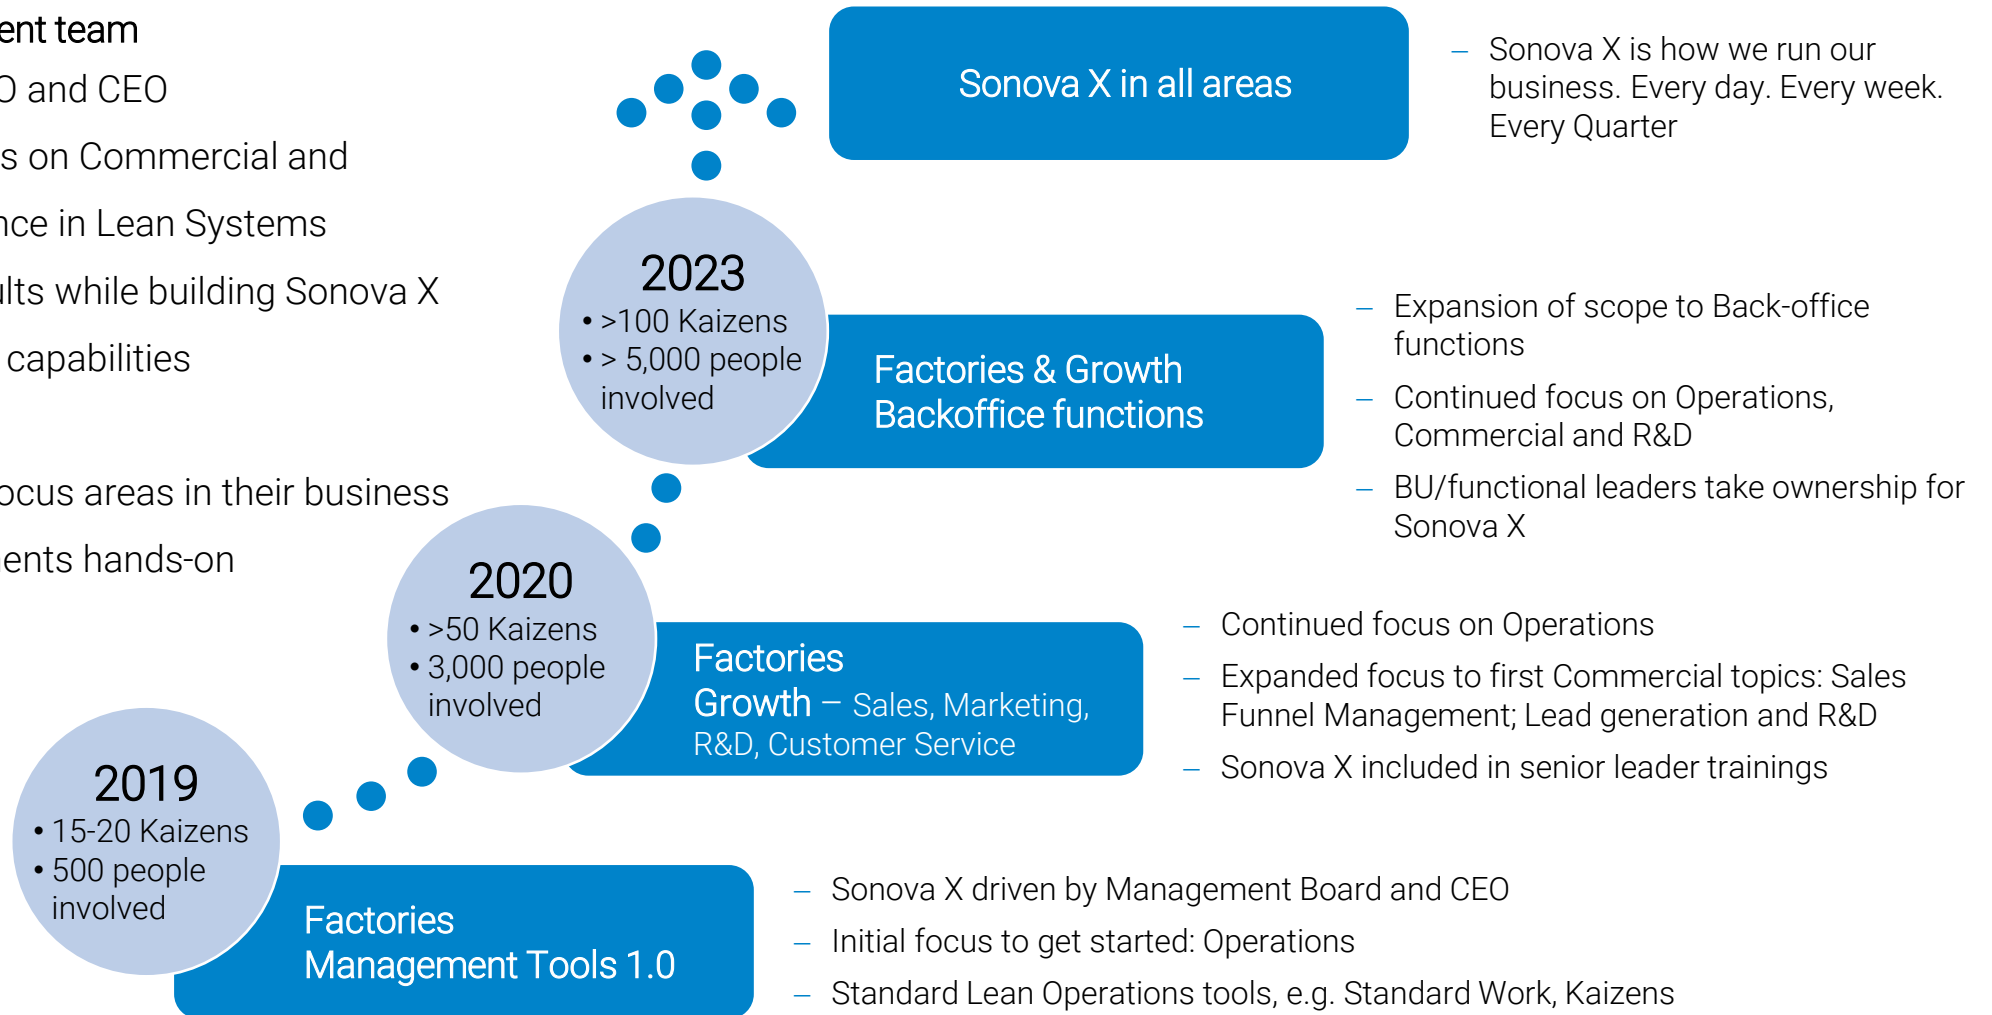 ent team
O and CEO
s on Commercial and
nce in Lean Systems
ults while building Sonova X
capabilities
ocus areas in their business
ents hands-on
Sonova X in all areas
– Sonova X is how we run our
business. Every day. Every week.
Every Quarter
2023
• >100 Kaizens
• > 5,000 people
involved
Factories & Growth
Backoffice functions
– Expansion of scope to Back-office
functions
– Continued focus on Operations,
Commercial and R&D
– BU/functional leaders take ownership for
Sonova X
2020
• >50 Kaizens
• 3,000 people
involved
Factories
Growth – Sales, Marketing,
R&D, Customer Service
– Continued focus on Operations
– Expanded focus to first Commercial topics: Sales
Funnel Management; Lead generation and R&D
– Sonova X included in senior leader trainings
2019
• 15-20 Kaizens
• 500 people
involved
Factories
Management Tools 1.0
– Sonova X driven by Management Board and CEO
– Initial focus to get started: Operations
– Standard Lean Operations tools, e.g. Standard Work, Kaizens